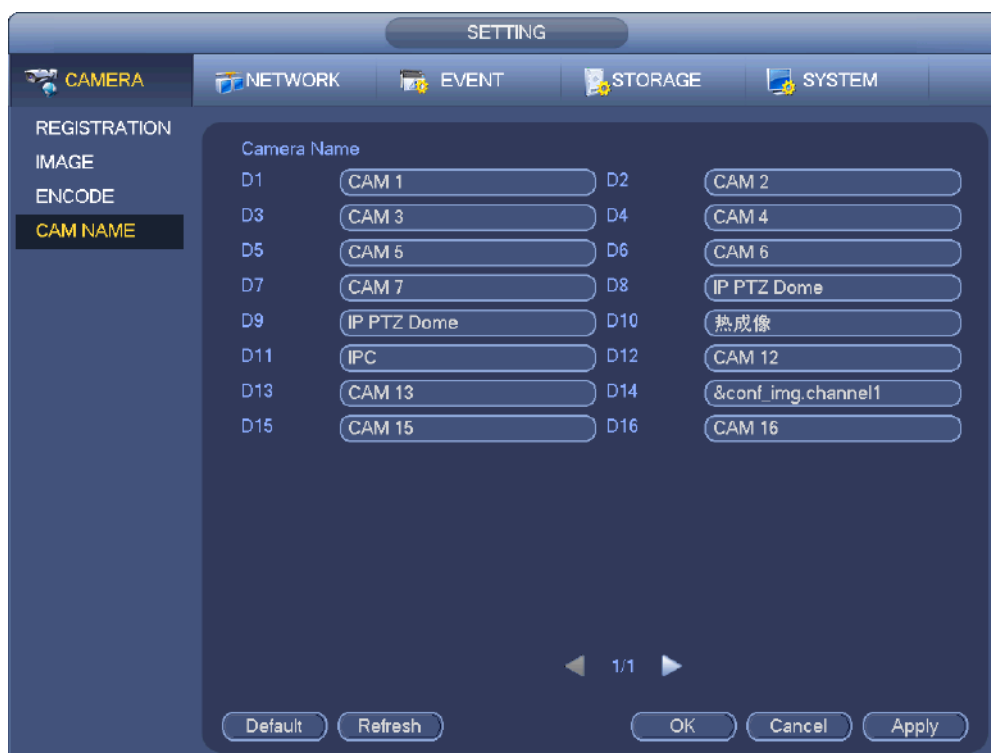 SETTING
CAMERA NETWORK EVENT STORAGE SYSTEM
REGISTRATION
IMAGE
ENCODE
CAM NAME
Camera Name
D1 CAM 1 D2 CAM 2
D3 CAM 3 D4 CAM 4
D5 CAM 5 D6 CAM 6
D7 CAM 7 D8 IP PTZ Dome
D9 IP PTZ Dome D10 热成像
D11 IPC D12 CAM 12
D13 CAM 13 D14 &conf_img.channel1
D15 CAM 15 D16 CAM 16
1/1
Default Refresh OK Cancel Apply